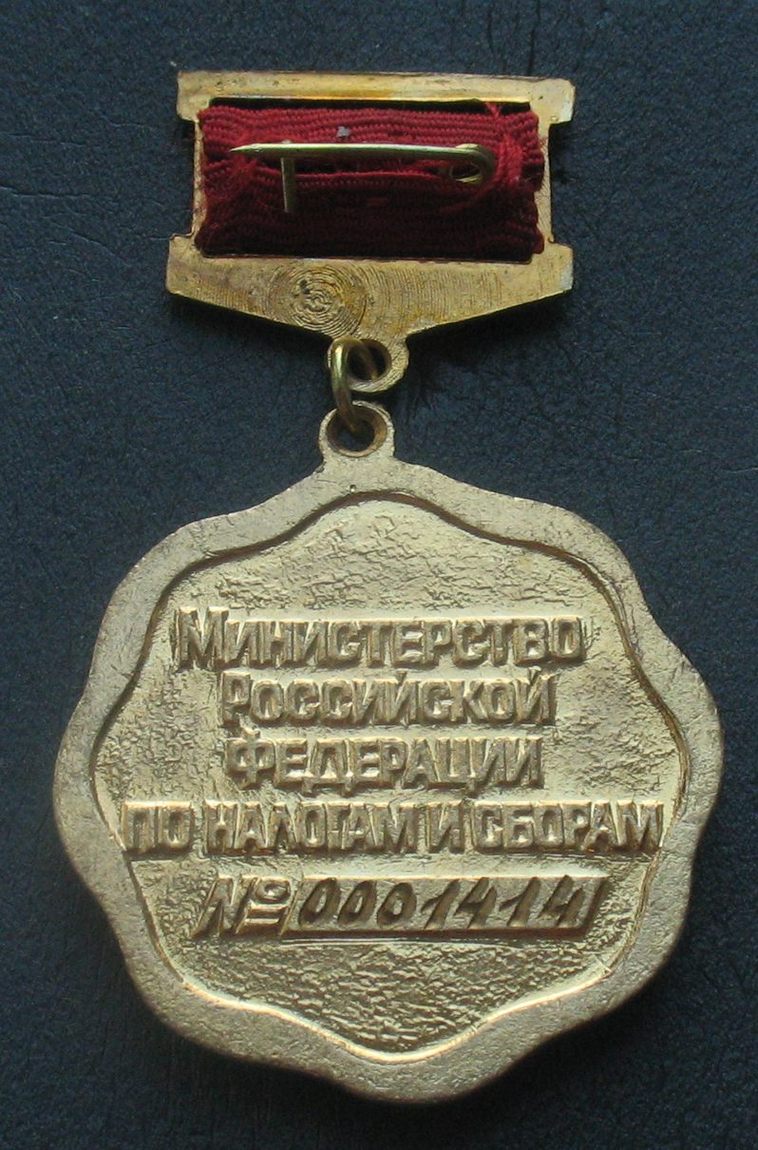 Министерство
Российской
Федерации
по налогам и сборам
№ 0001414